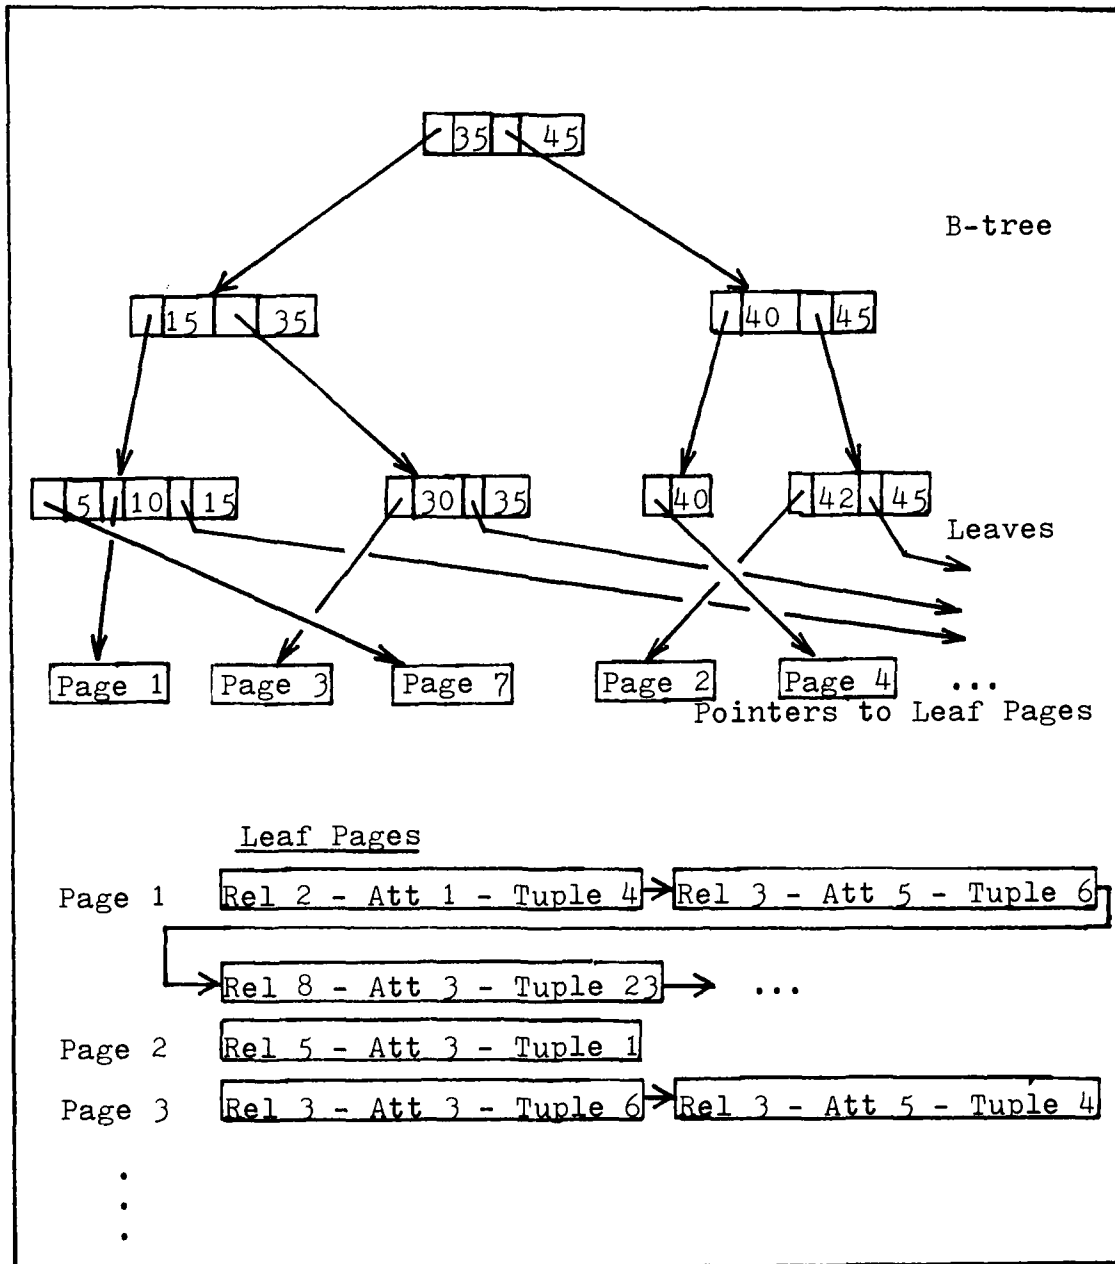 35 45
B-tree
15 35
40 45
5 10 15
30 35
40
42 45
Leaves
Page 1
Page 3
Page 7
Page 2
Page 4
...
Pointers to Leaf Pages
Leaf Pages
Page 1
Rel 2 - Att 1 - Tuple 4
Rel 3 - Att 5 - Tuple 6
Rel 8 - Att 3 - Tuple 23
...
Page 2
Rel 5 - Att 3 - Tuple 1
Page 3
Rel 3 - Att 3 - Tuple 6
Rel 3 - Att 5 - Tuple 4